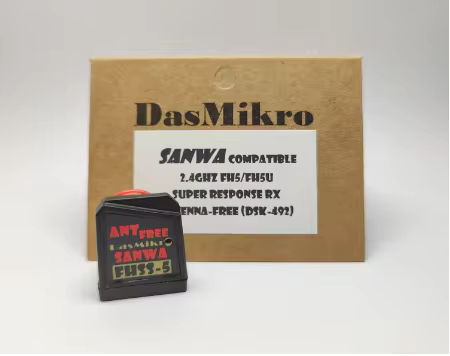 DasMikro
SANWA COMPATIBLE
2.4GHZ FH5/FH5U
SUPER RESPONSE RX
ENNA-FREE (DSK-492)
ANT FREE
DasMikro
SANWA
FHSS-5